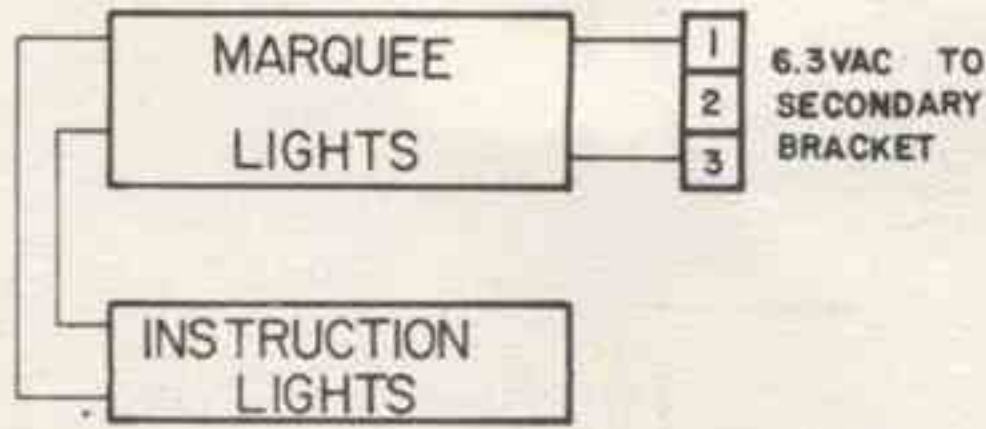 MARQUEE
LIGHTS
1
2
3
6.3VAC TO
SECONDARY
BRACKET
INSTRUCTION
LIGHTS